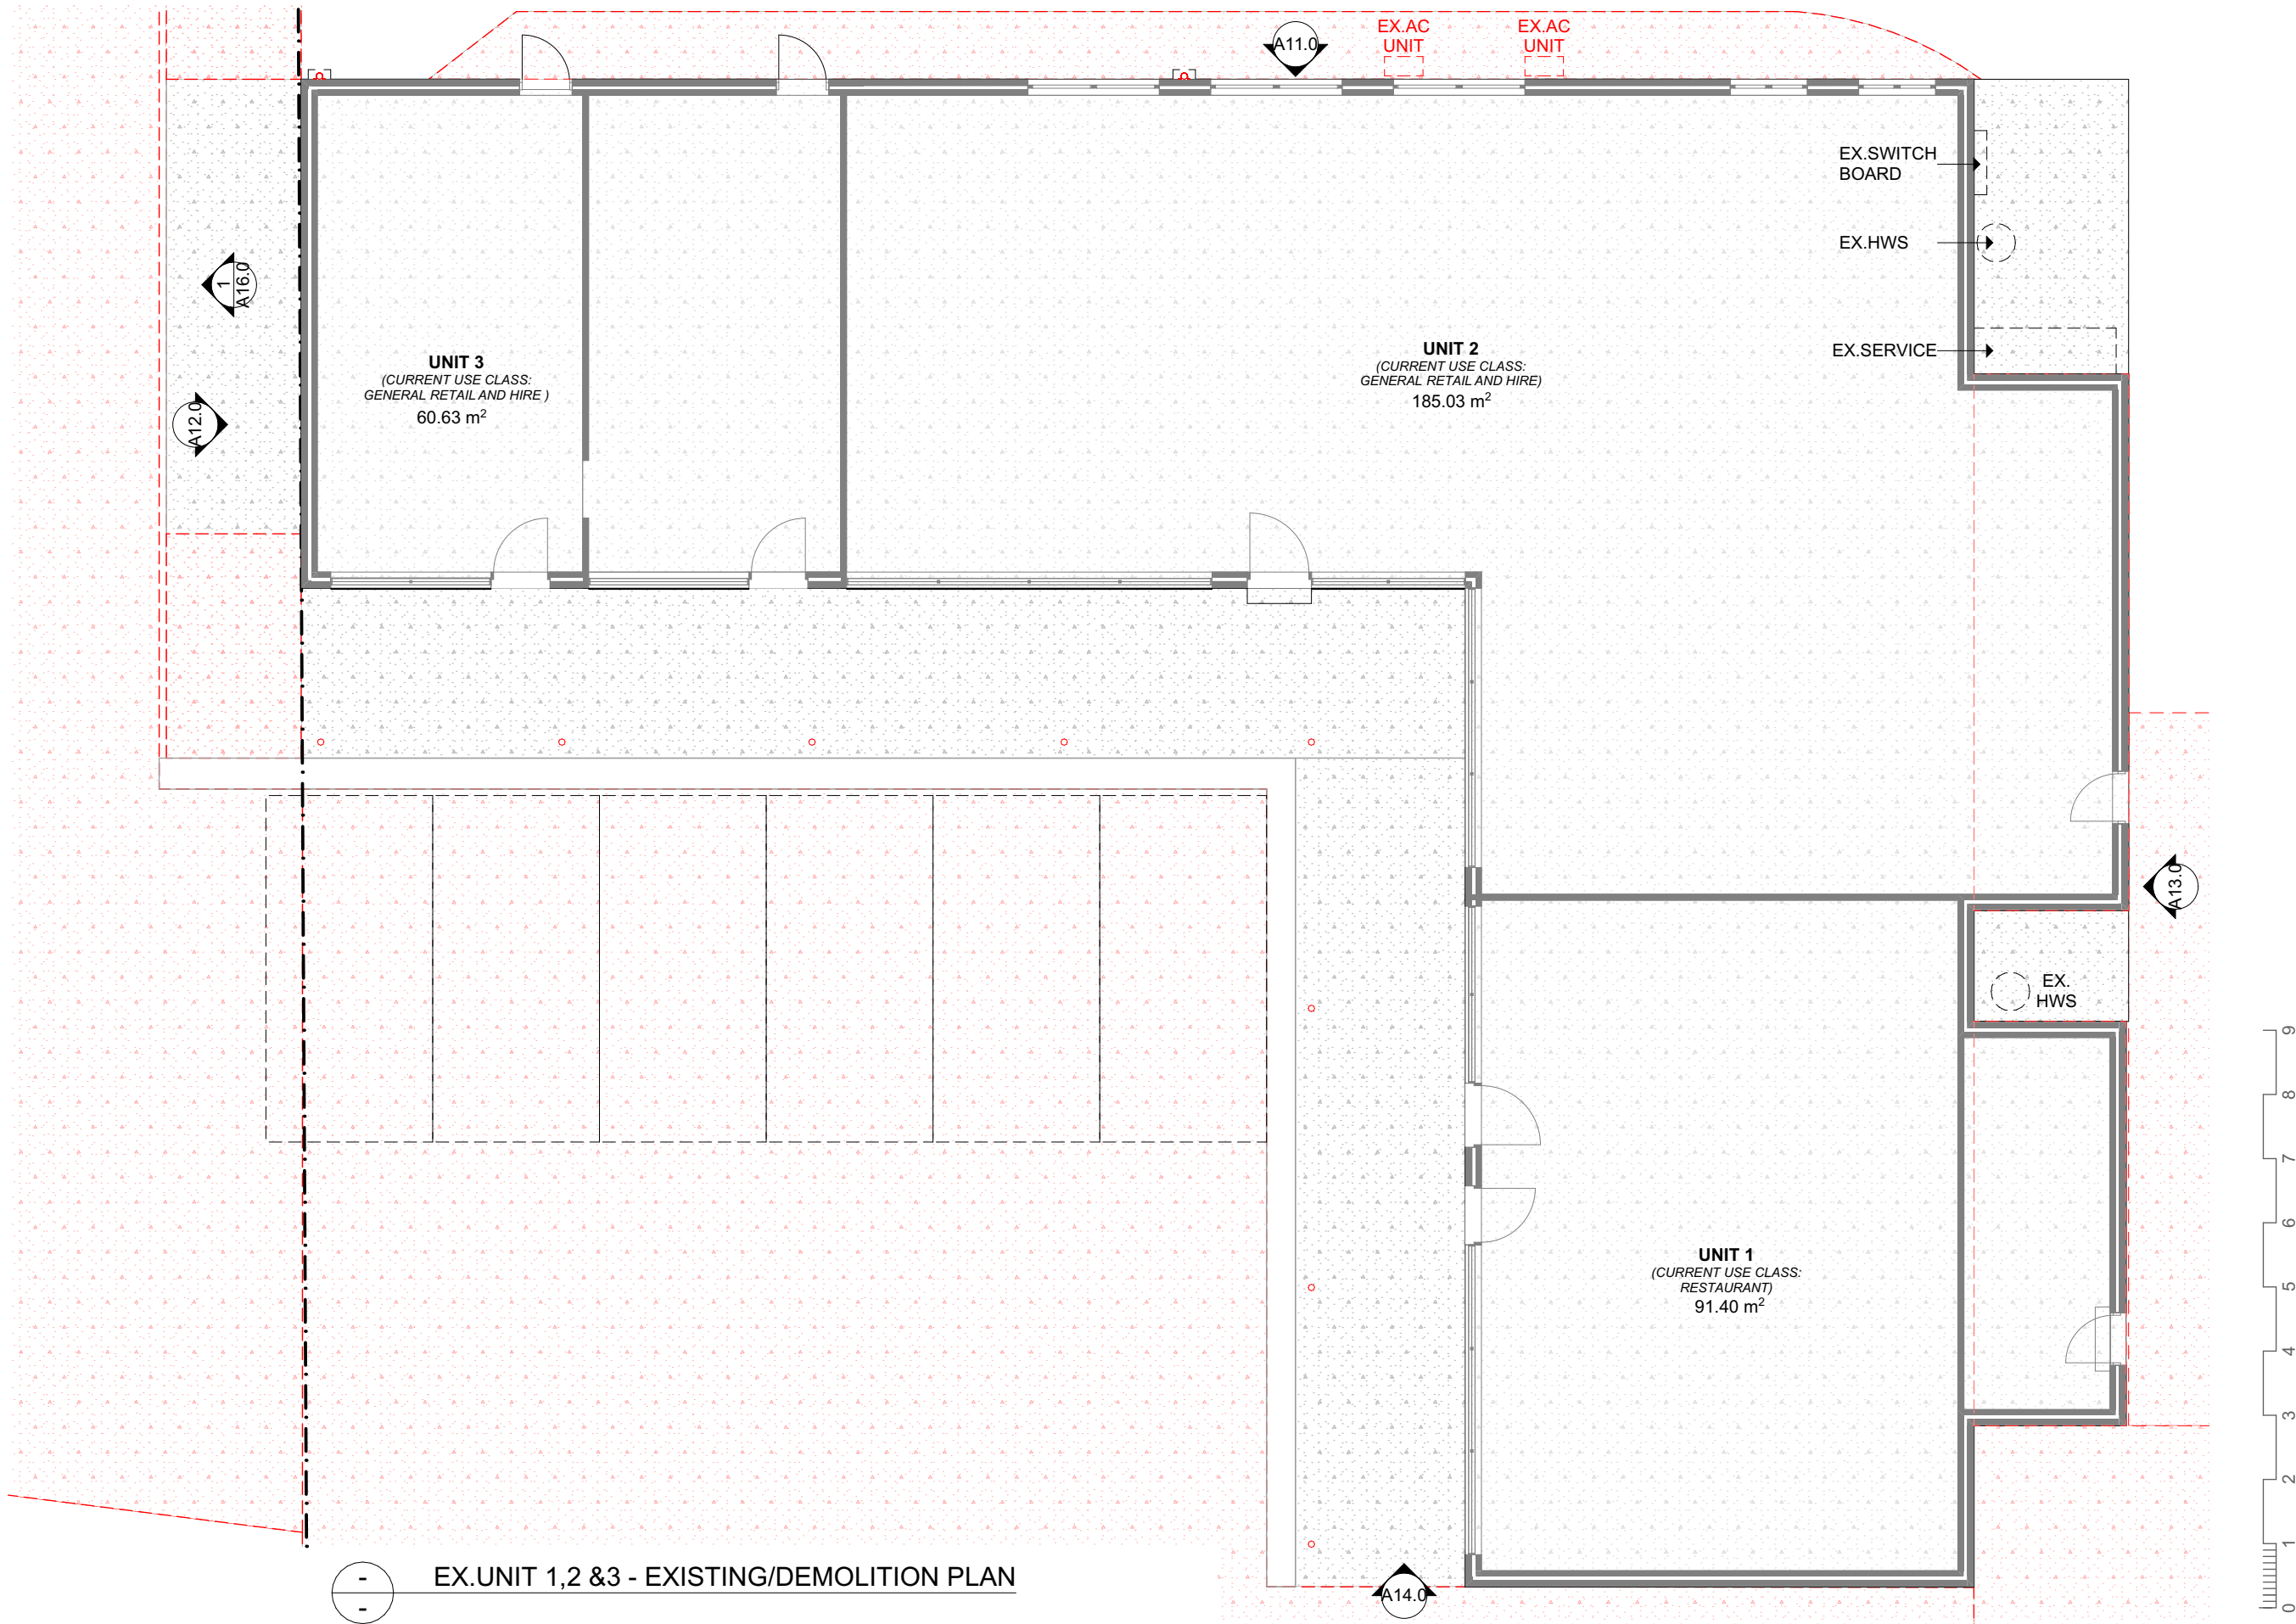 EX.AC
UNIT
EX.AC
UNIT
A11.0
EX.SWITCH
BOARD
EX.HWS
1
A16.0
EX.SERVICE
UNIT 3
(CURRENT USE CLASS:
GENERAL RETAIL AND HIRE )
60.63 m²
UNIT 2
(CURRENT USE CLASS:
GENERAL RETAIL AND HIRE)
185.03 m²
A12.0
A13.0
EX.
HWS
UNIT 1
(CURRENT USE CLASS:
RESTAURANT)
91.40 m²
9
8
7
6
5
4
3
2
1
0
-
-
EX.UNIT 1,2 &3 - EXISTING/DEMOLITION PLAN
A14.0